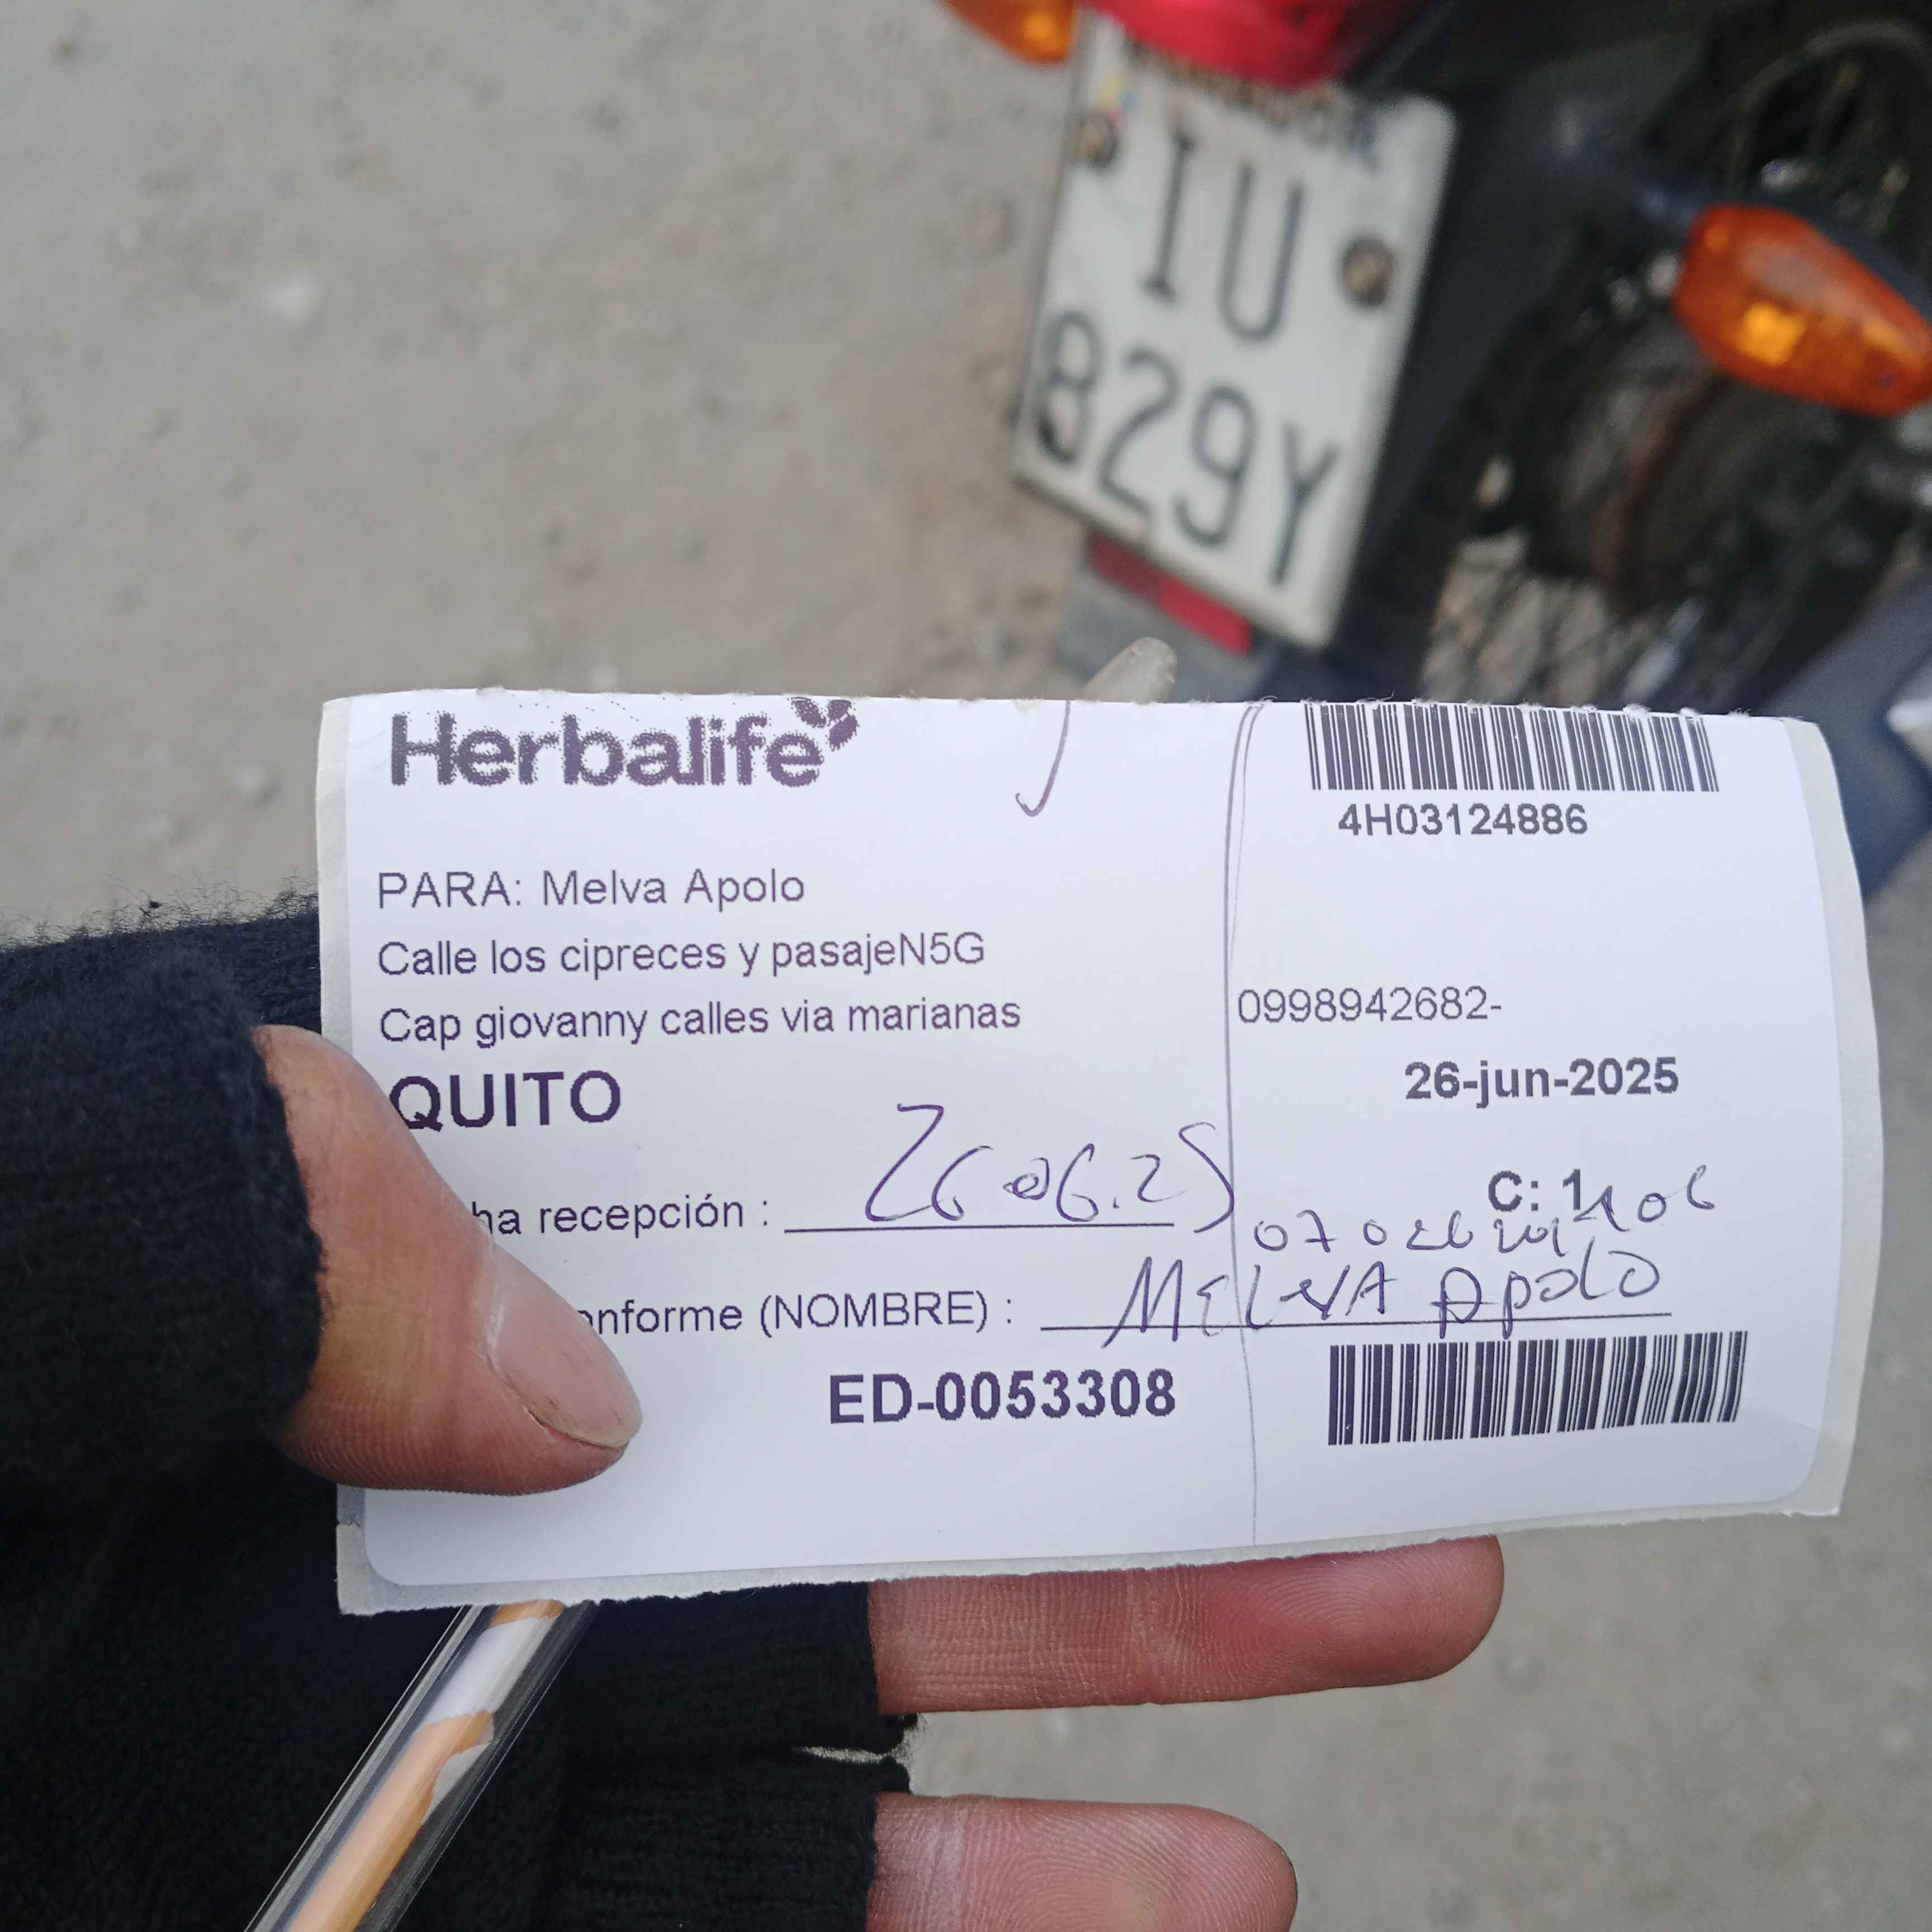 IU
829Y
Herbalife
4H03124886
PARA: Melva Apolo
Calle los cipreces y pasajeN5G
Cap giovanny calles via marianas
0998942682-
QUITO
26-jun-2025
C: 1
ha recepción : 26.06.25
onforme (NOMBRE) : MELVA Apolo
ED-0053308